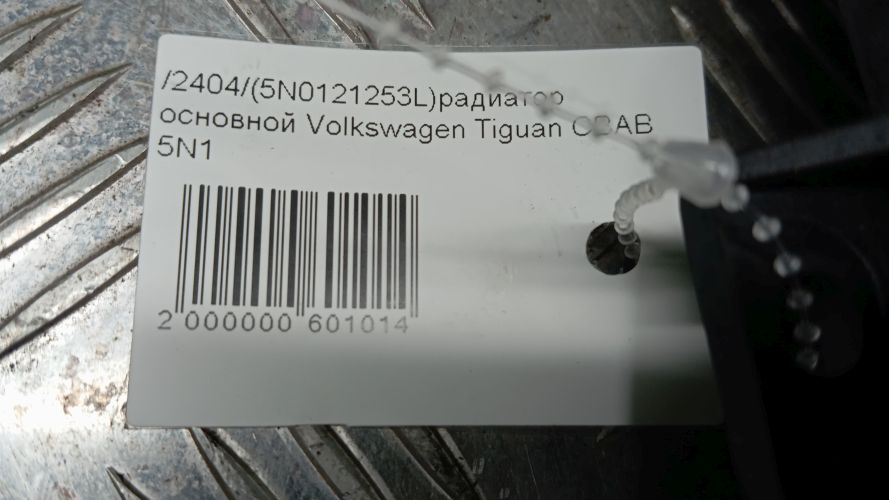 /2404/(5N0121253L)радиатор
основной Volkswagen Tiguan CBAB
5N1
2 000000 601014